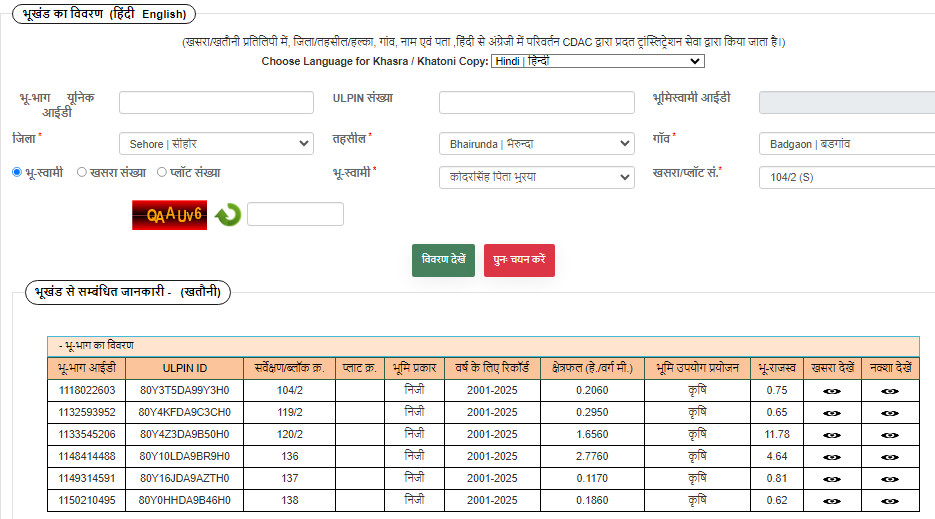 भूखंड का विवरण (हिंदी English)
(खसरा/खतौनी प्रतिलिपी में, जिला/तहसील/हल्का, गांव, नाम एवं पता ,हिंदी से अंग्रेजी में परिवर्तन CDAC द्वारा प्रदत ट्रांस्लिट्रेशन सेवा द्वारा किया जाता है।)
Choose Language for Khasra / Khatoni Copy: Hindi | हिन्दी
भू-भाग यूनिक आईडी ULPIN संख्या भूमिस्वामी आईडी
जिला * Sehore | सीहोर तहसील * Bhairunda | भैरुन्दा गाँव * Badgaon | बडगांव
भू-स्वामी खसरा संख्या प्लॉट संख्या भू-स्वामी * कोदरसिंह पिता भूरया खसरा/प्लॉट सं.* 104/2 (S)
QAAUv6
विवरण देखें पुनः चयन करें
भूखंड से सम्बंधित जानकारी - (खतौनी)
- भू-भाग का विवरण
भू-भाग आईडी ULPIN ID सर्वेक्षण/ब्लॉक क्र. प्लाट क्र. भूमि प्रकार वर्ष के लिए रिकॉर्ड क्षेत्रफल (हे./वर्ग मी.) भूमि उपयोग प्रयोजन भू-राजस्व खसरा देखें नक्शा देखें
1118022603 80Y3T5DA99Y3H0 104/2 निजी 2001-2025 0.2060 कृषि 0.75
1132593952 80Y4KFDA9C3CH0 119/2 निजी 2001-2025 0.2950 कृषि 0.65
1133545206 80Y4Z3DA9B50H0 120/2 निजी 2001-2025 1.6560 कृषि 11.78
1148414488 80Y10LDA9BR9H0 136 निजी 2001-2025 2.7760 कृषि 4.64
1149314591 80Y16JDA9AZTH0 137 निजी 2001-2025 0.1170 कृषि 0.81
1150210495 80Y0HHDA9B46H0 138 निजी 2001-2025 0.1860 कृषि 0.62